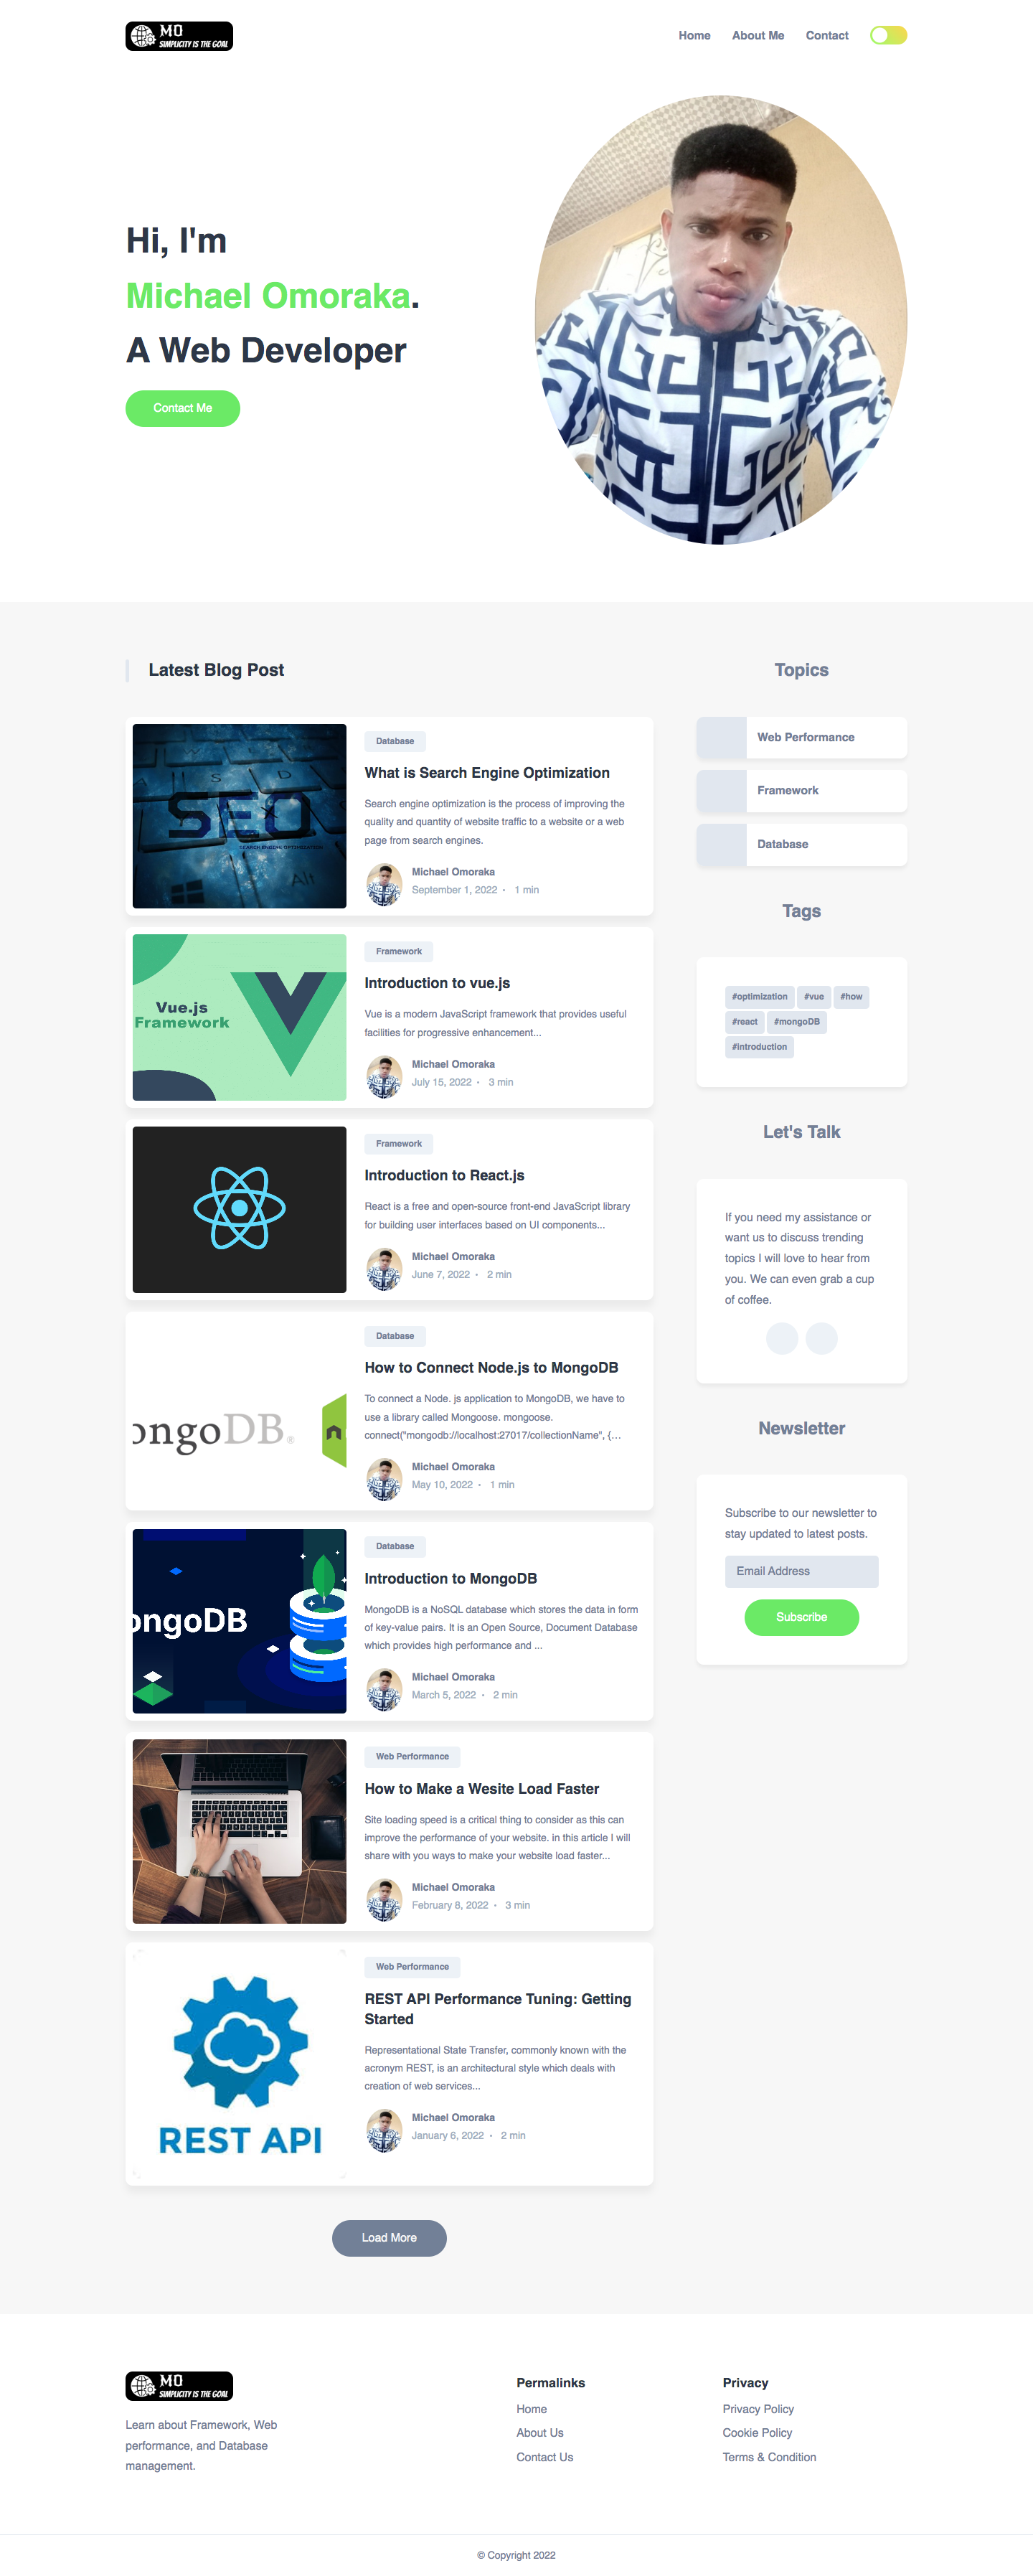 MO
SIMPLICITY IS THE GOAL
Home
About Me
Contact
Hi, I'm
Michael Omoraka.
A Web Developer
Contact Me
Latest Blog Post
SEO
SEARCH ENGINE OPTIMIZATION
Alt
Database
What is Search Engine Optimization
Search engine optimization is the process of improving the
quality and quantity of website traffic to a website or a web
page from search engines.
Michael Omoraka
September 1, 2022 • 1 min
Vue.js
Framework
Framework
Introduction to vue.js
Vue is a modern JavaScript framework that provides useful
facilities for progressive enhancement...
Michael Omoraka
July 15, 2022 • 3 min
Framework
Introduction to React.js
React is a free and open-source front-end JavaScript library
for building user interfaces based on UI components...
Michael Omoraka
June 7, 2022 • 2 min
ongoDB®
Database
How to Connect Node.js to MongoDB
To connect a Node. js application to MongoDB, we have to
use a library called Mongoose. mongoose.
connect("mongodb://localhost:27017/collectionName", {...
Michael Omoraka
May 10, 2022 • 1 min
ongoDB
Database
Introduction to MongoDB
MongoDB is a NoSQL database which stores the data in form
of key-value pairs. It is an Open Source, Document Database
which provides high performance and ...
Michael Omoraka
March 5, 2022 • 2 min
Web Performance
How to Make a Wesite Load Faster
Site loading speed is a critical thing to consider as this can
improve the performance of your website. in this article I will
share with you ways to make your website load faster...
Michael Omoraka
February 8, 2022 • 3 min
REST API
Web Performance
REST API Performance Tuning: Getting
Started
Representational State Transfer, commonly known with the
acronym REST, is an architectural style which deals with
creation of web services...
Michael Omoraka
January 6, 2022 • 2 min
Load More
Topics
Web Performance
Framework
Database
Tags
#optimization #vue #how
#react #mongoDB
#introduction
Let's Talk
If you need my assistance or
want us to discuss trending
topics I will love to hear from
you. We can even grab a cup
of coffee.
Newsletter
Subscribe to our newsletter to
stay updated to latest posts.
Email Address
Subscribe
MO
SIMPLICITY IS THE GOAL
Learn about Framework, Web
performance, and Database
management.
Permalinks
Home
About Us
Contact Us
Privacy
Privacy Policy
Cookie Policy
Terms & Condition
© Copyright 2022